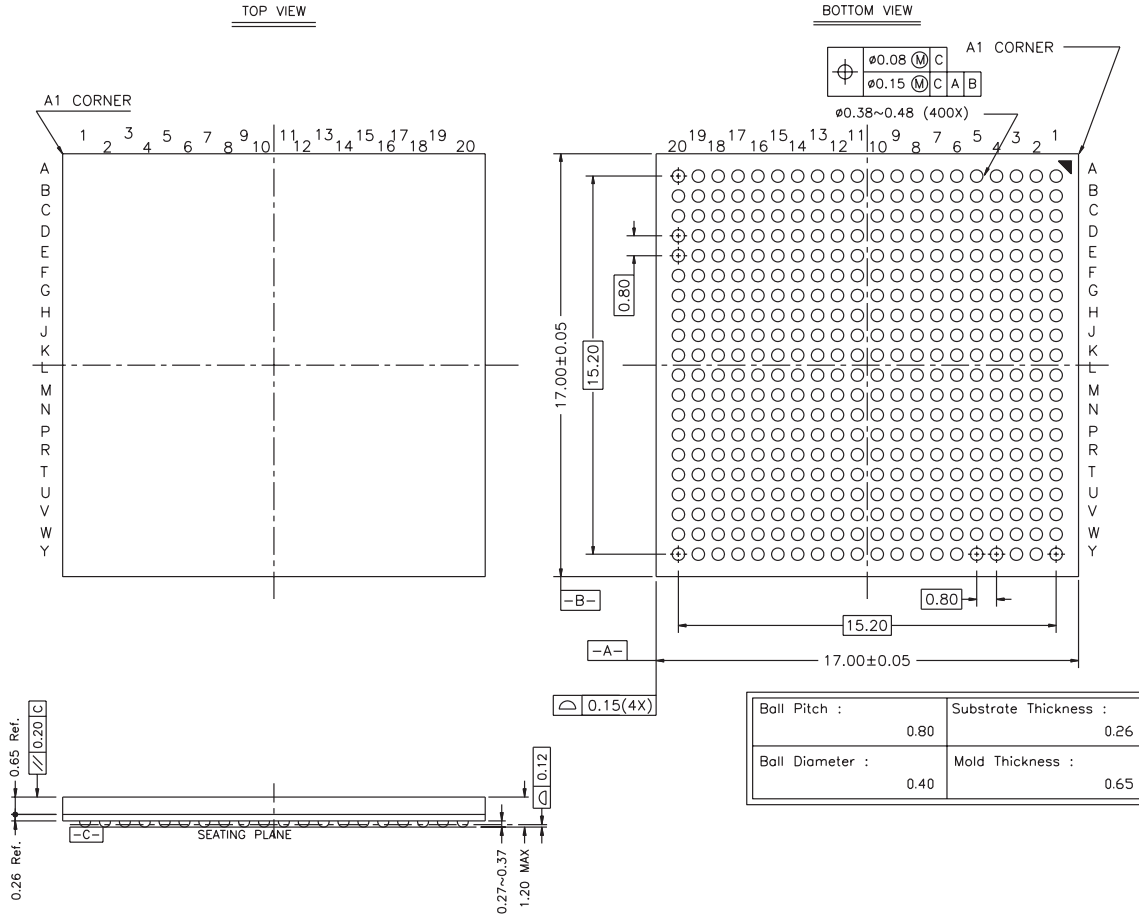 TOP VIEW
BOTTOM VIEW
A1 CORNER
1 2 3 4 5 6 7 8 9 10 11 12 13 14 15 16 17 18 19 20
A
B
C
D
E
F
G
H
J
K
L
M
N
P
R
T
U
V
W
Y
ø0.08 Ⓜ C
ø0.15 Ⓜ C A B
A1 CORNER
ø0.38~0.48 (400X)
20 19 18 17 16 15 14 13 12 11 10 9 8 7 6 5 4 3 2 1
A
B
C
D
E
F
G
H
J
K
L
M
N
P
R
T
U
V
W
Y
0.80
15.20
17.00±0.05
-B-
0.80
15.20
-A-
17.00±0.05
0.15(4X)
Ball Pitch :
0.80
Substrate Thickness :
0.26
Ball Diameter :
0.40
Mold Thickness :
0.65
0.65 Ref.
// 0.20 C
0.26 Ref.
-C-
SEATING PLANE
0.27~0.37
1.20 MAX
0.12